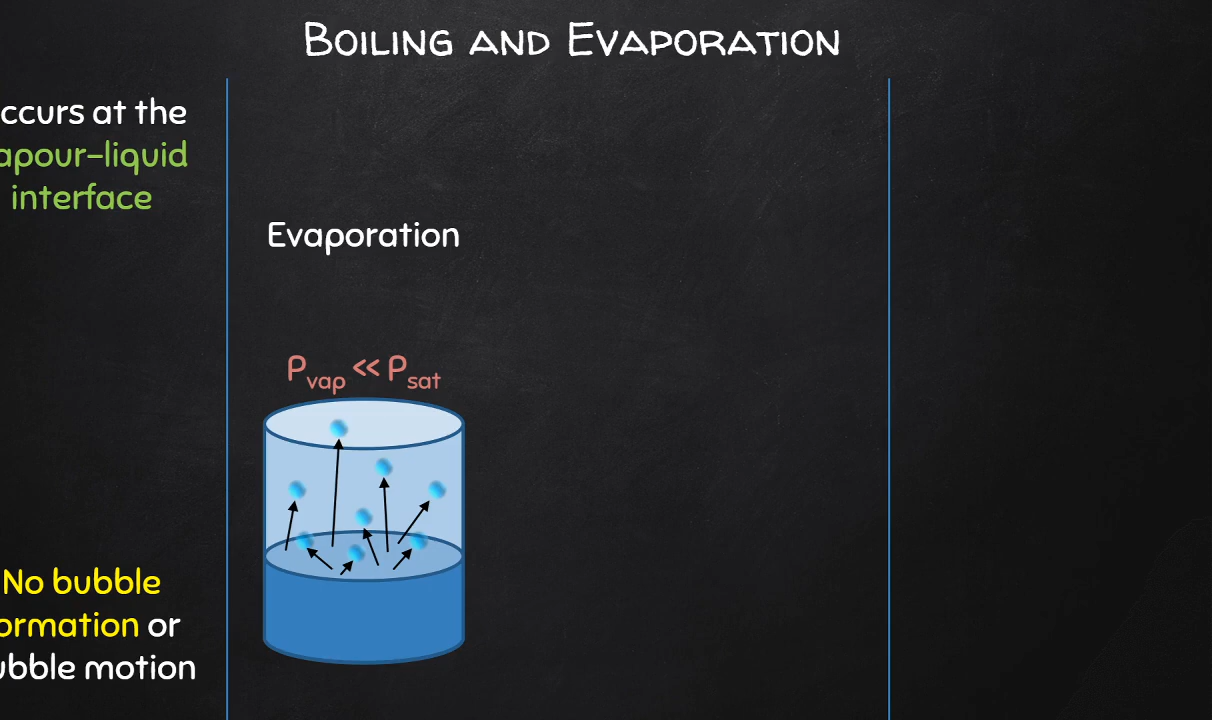 Boiling and Evaporation
ccurs at the
apour-liquid
interface
Evaporation
Pvap << Psat
No bubble
ormation or
ubble motion